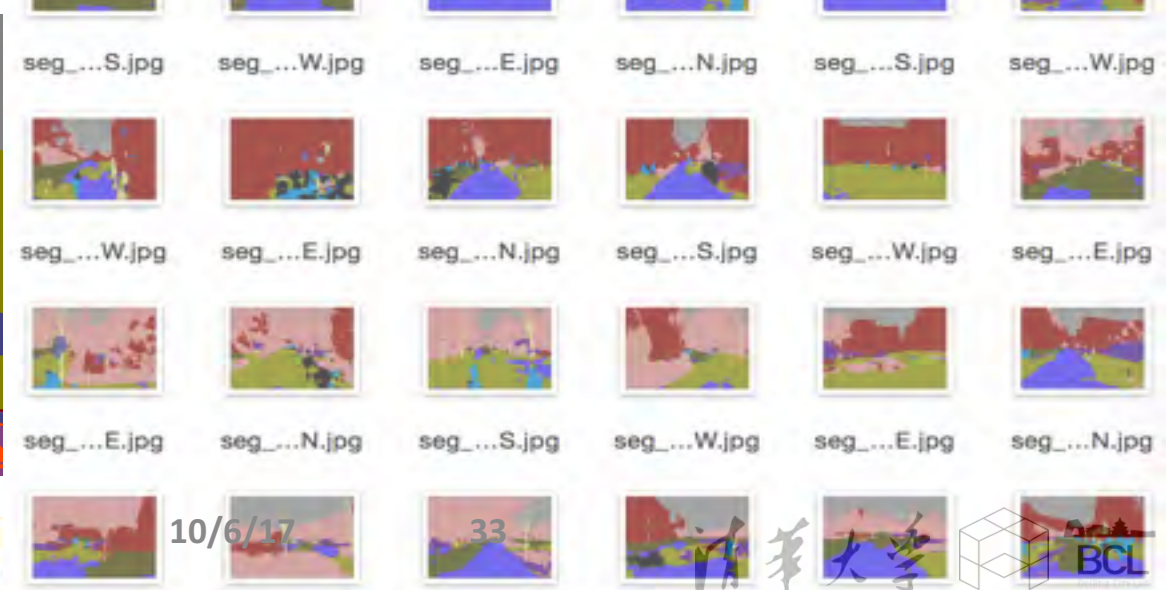 seg_...S.jpg seg_...W.jpg seg_...E.jpg seg_...N.jpg seg_...S.jpg seg_...W.jpg
seg_...W.jpg seg_...E.jpg seg_...N.jpg seg_...S.jpg seg_...W.jpg seg_...E.jpg
seg_...E.jpg seg_...N.jpg seg_...S.jpg seg_...W.jpg seg_...E.jpg seg_...N.jpg
10/6/17 33 清华大学 BCL